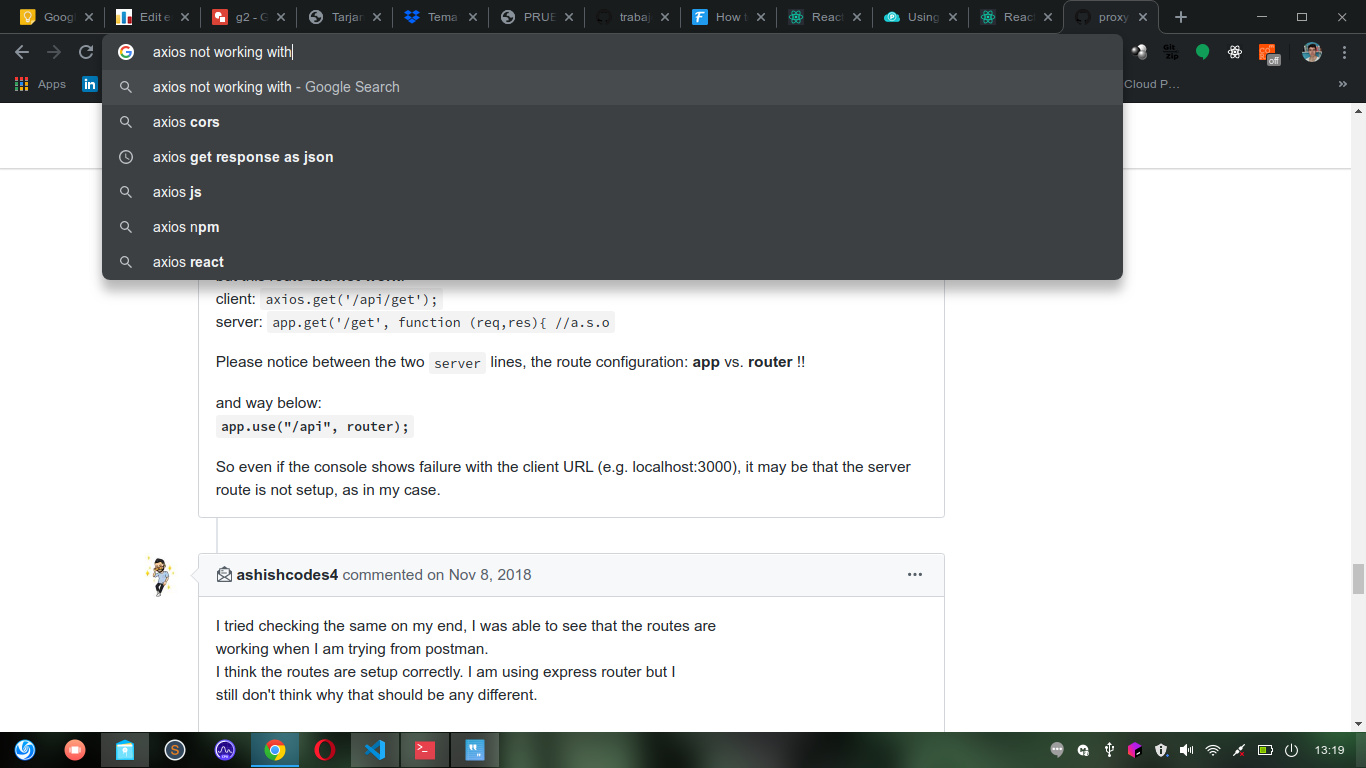 Googl
Edit e
g2 - G
Tarjan
Tema
PRUE
trabaj
How t
React
Using
React
proxy
axios not working with
axios not working with - Google Search
axios cors
axios get response as json
axios js
axios npm
axios react
Apps
Cloud P…
off
client: axios.get('/api/get');
server: app.get('/get', function (req,res){ //a.s.o
Please notice between the two server lines, the route configuration: app vs. router !!
and way below:
app.use("/api", router);
So even if the console shows failure with the client URL (e.g. localhost:3000), it may be that the server
route is not setup, as in my case.
ashishcodes4 commented on Nov 8, 2018
I tried checking the same on my end, I was able to see that the routes are
working when I am trying from postman.
I think the routes are setup correctly. I am using express router but I
still don't think why that should be any different.
13:19